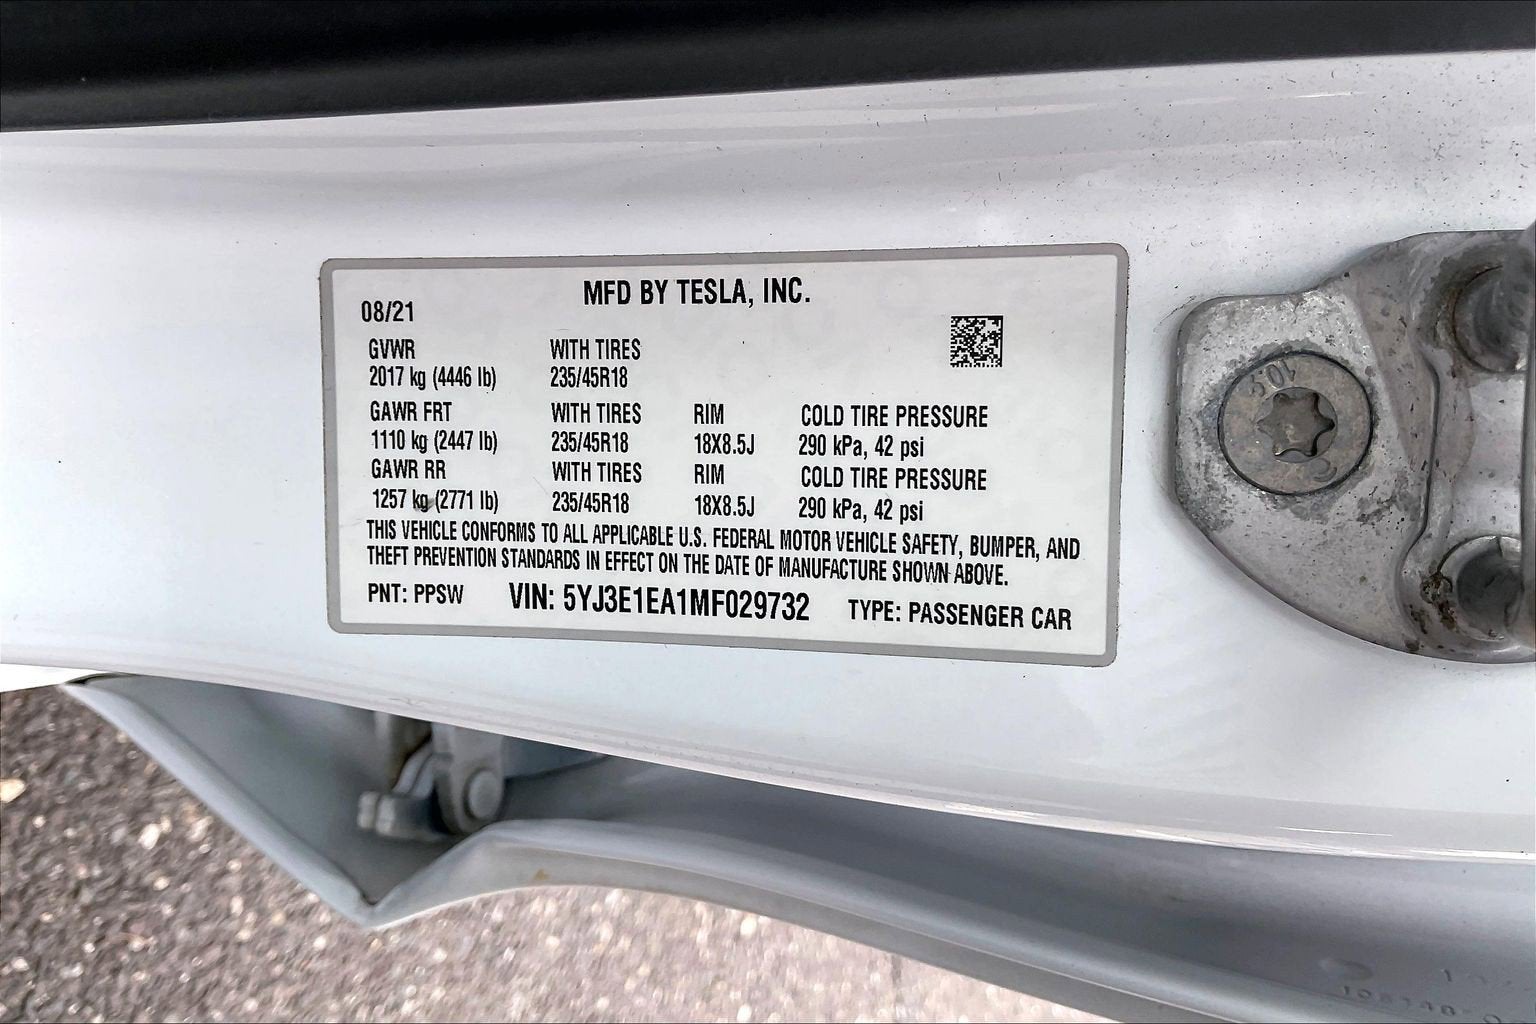 MFD BY TESLA, INC.
08/21
GVWR WITH TIRES
2017 kg (4446 lb) 235/45R18
GAWR FRT WITH TIRES RIM COLD TIRE PRESSURE
1110 kg (2447 lb) 235/45R18 18X8.5J 290 kPa, 42 psi
GAWR RR WITH TIRES RIM COLD TIRE PRESSURE
1257 kg (2771 lb) 235/45R18 18X8.5J 290 kPa, 42 psi
THIS VEHICLE CONFORMS TO ALL APPLICABLE U.S. FEDERAL MOTOR VEHICLE SAFETY, BUMPER, AND
THEFT PREVENTION STANDARDS IN EFFECT ON THE DATE OF MANUFACTURE SHOWN ABOVE.
PNT: PPSW VIN: 5YJ3E1EA1MF029732 TYPE: PASSENGER CAR